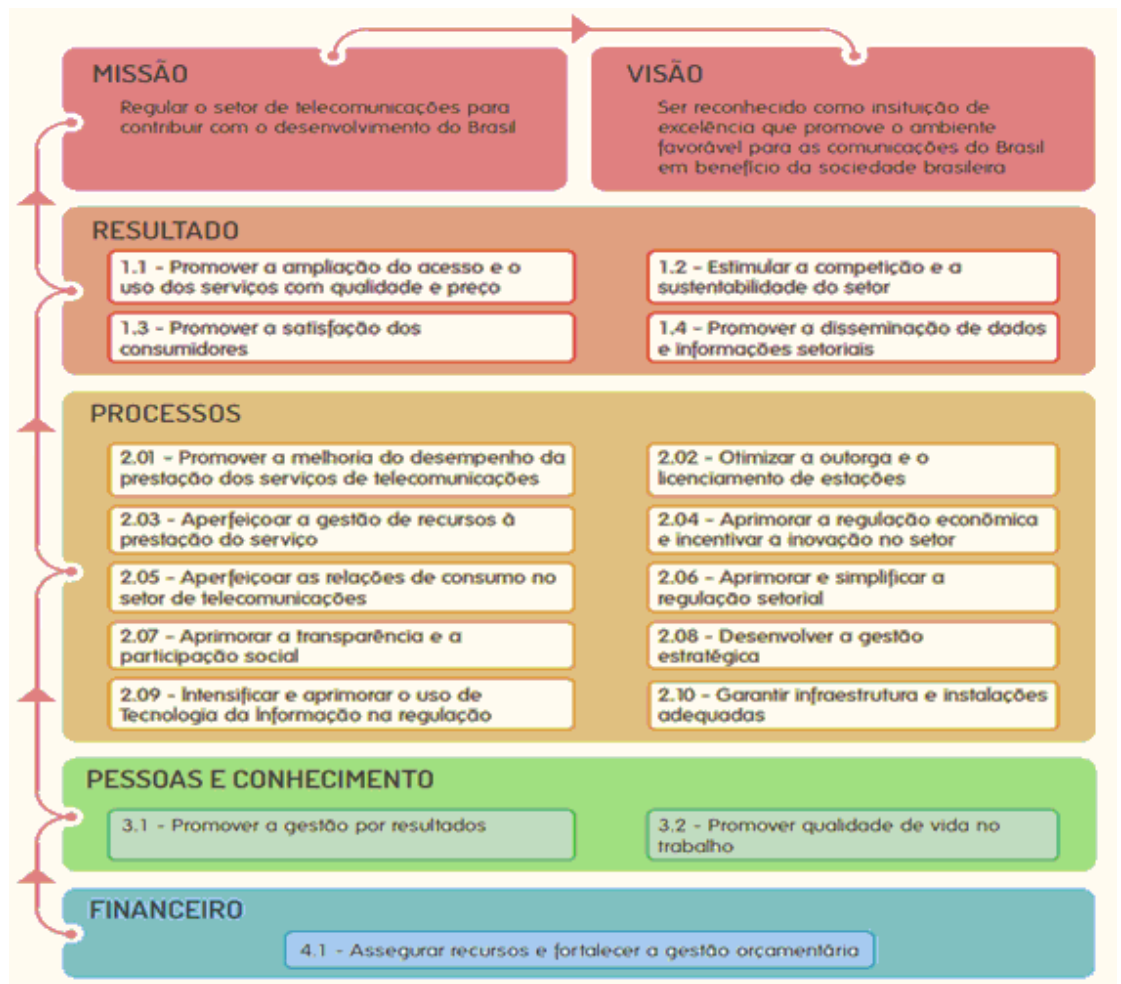 MISSÃO
Regular o setor de telecomunicações para
contribuir com o desenvolvimento do Brasil
VISÃO
Ser reconhecido como insituição de
excelência que promove o ambiente
favorável para as comunicações do Brasil
em benefício da sociedade brasileira
RESULTADO
1.1 - Promover a ampliação do acesso e o
uso dos serviços com qualidade e preço
1.2 - Estimular a competição e a
sustentabilidade do setor
1.3 - Promover a satisfação dos
consumidores
1.4 - Promover a disseminação de dados
e informações setoriais
PROCESSOS
2.01 - Promover a melhoria do desempenho da
prestação dos serviços de telecomunicações
2.02 - Otimizar a outorga e o
licenciamento de estações
2.03 - Aperfeiçoar a gestão de recursos à
prestação do serviço
2.04 - Aprimorar a regulação econômica
e incentivar a inovação no setor
2.05 - Aperfeiçoar as relações de consumo no
setor de telecomunicações
2.06 - Aprimorar e simplificar a
regulação setorial
2.07 - Aprimorar a transparência e a
participação social
2.08 - Desenvolver a gestão
estratégica
2.09 - Intensificar e aprimorar o uso de
Tecnologia da Informação na regulação
2.10 - Garantir infraestrutura e instalações
adequadas
PESSOAS E CONHECIMENTO
3.1 - Promover a gestão por resultados
3.2 - Promover qualidade de vida no
trabalho
FINANCEIRO
4.1 - Assegurar recursos e fortalecer a gestão orçamentária